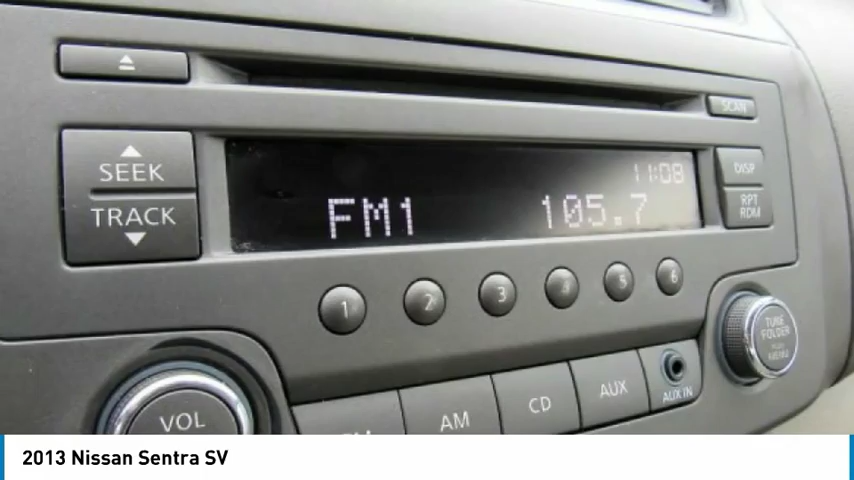 SCAN
SEEK
TRACK
11:08
FM1 105.7
DISP
RPT
RDM
1 2 3 4 5 6
TUNE
FOLDER
MENU
VOL
AM
CD
AUX
AUX IN
2013 Nissan Sentra SV